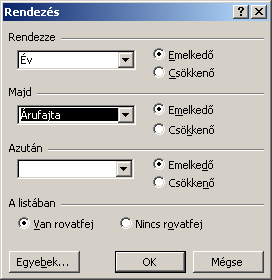 Rendezés
Rendezze
Év
Emelkedő
Csökkenő
Majd
Árufajta
Emelkedő
Csökkenő
Azután
Emelkedő
Csökkenő
A listában
Van rovatfej Nincs rovatfej
Egyebek... OK Mégse